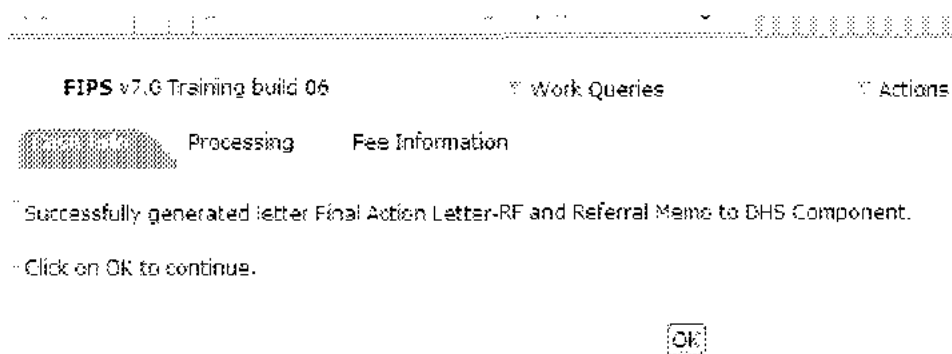 FIPS v7.0 Training build 06 Work Queries Actions
Processing Fee Information
Successfully generated letter Final Action Letter-RF and Referral Memo to DHS Component.
Click on OK to continue.
OK